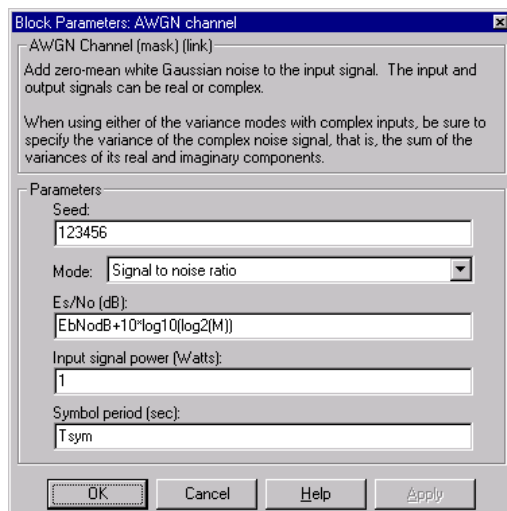 Block Parameters: AWGN channel
AWGN Channel (mask) (link)
Add zero-mean white Gaussian noise to the input signal. The input and
output signals can be real or complex.
When using either of the variance modes with complex inputs, be sure to
specify the variance of the complex noise signal, that is, the sum of the
variances of its real and imaginary components.
Parameters
Seed:
123456
Mode: Signal to noise ratio
Es/No (dB):
EbNodB+10*log10(log2(M))
Input signal power (Watts):
1
Symbol period (sec):
Tsym
OK Cancel Help Apply